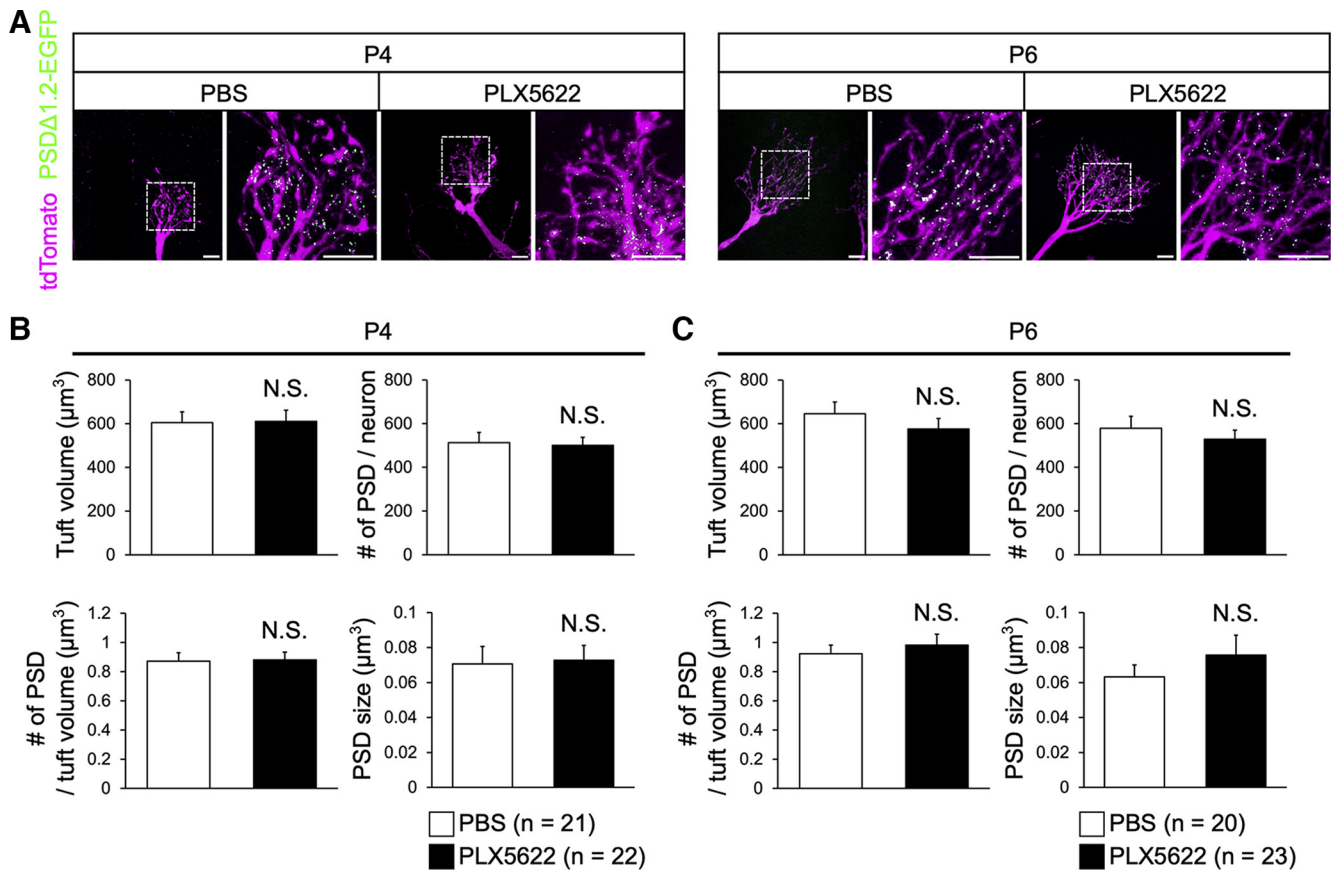 A
tdTomato PSDΔ1.2-EGFP
P4
PBS
PLX5622
P6
PBS
PLX5622
B
P4
Tuft volume (μm³)
800
600
400
200
0
N.S.
# of PSD / neuron
800
600
400
200
0
N.S.
# of PSD
/ tuft volume (μm³)
1.2
1
0.8
0.6
0.4
0.2
0
N.S.
PSD size (μm³)
0.1
0.08
0.06
0.04
0.02
0
N.S.
PBS (n = 21)
PLX5622 (n = 22)
C
P6
Tuft volume (μm³)
800
600
400
200
0
N.S.
# of PSD / neuron
800
600
400
200
0
N.S.
# of PSD
/ tuft volume (μm³)
1.2
1
0.8
0.6
0.4
0.2
0
N.S.
PSD size (μm³)
0.1
0.08
0.06
0.04
0.02
0
N.S.
PBS (n = 20)
PLX5622 (n = 23)